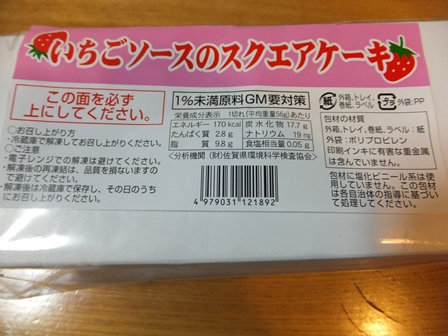 いちごソースのスクエアケーキ
この面を必ず
上にしてください。
○お召し上がり方
・冷蔵庫で解凍してお召し上がりください。
○ご注意
・電子レンジでの解凍は避けてください。
・解凍後の再凍結は、品質を損ないますので避けてください。
・解凍後は冷蔵庫で保存し、その日のうちにお召し上がりください。
1%未満原料GM要対策
栄養成分表示 1切れ(平均重量56g)あたり
エネルギー 170 kcal 炭水化物 17.7 g
たんぱく質 2.8 g ナトリウム 19 mg
脂質 9.8 g 食塩相当量 0.05 g
<分析機関 (財)佐賀県環境科学検査協会>
4 979031 121892
紙 外箱、トレイ、巻紙、ラベル
プラ 外袋:PP
包材の材質
外箱、トレイ、巻紙、ラベル:紙
外袋:ポリプロピレン
印刷インキに有害な重金属
は含んでいません。
包材に塩化ビニール系は使
用していません。この包材
は各自治体の指導に基づい
て処理してください。